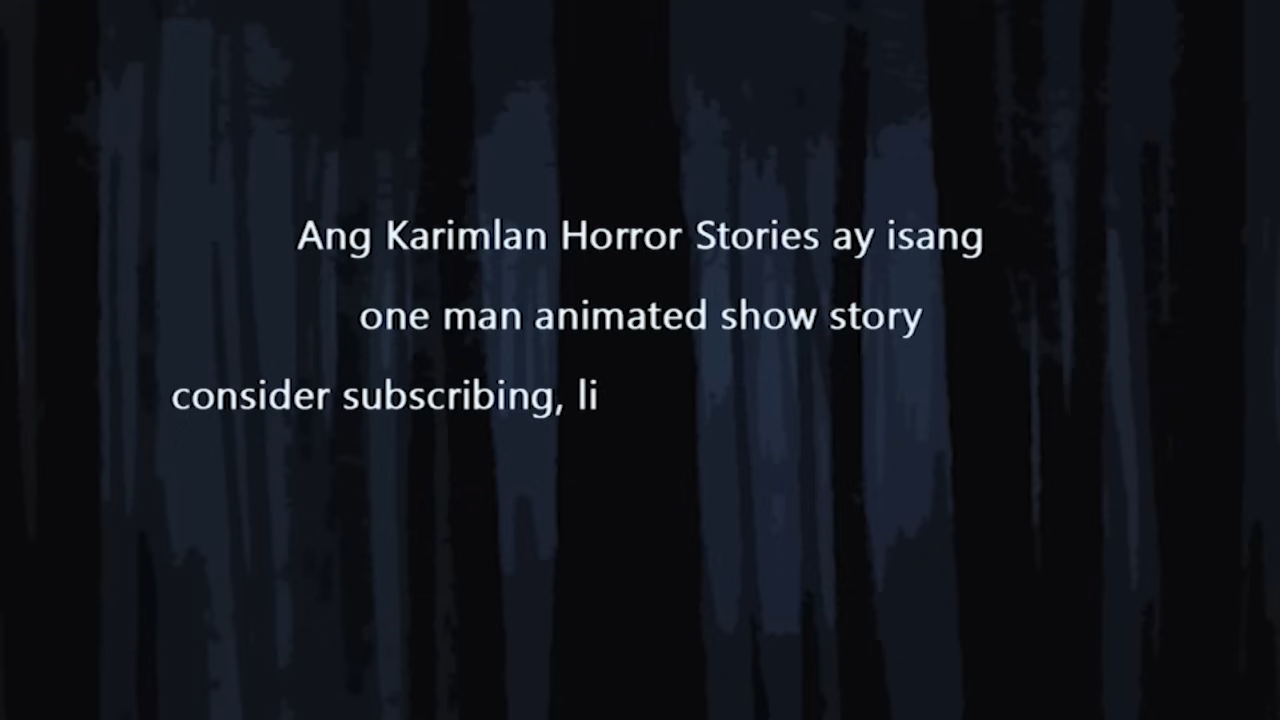 Ang Karimlan Horror Stories ay isang
one man animated show story
consider subscribing, li